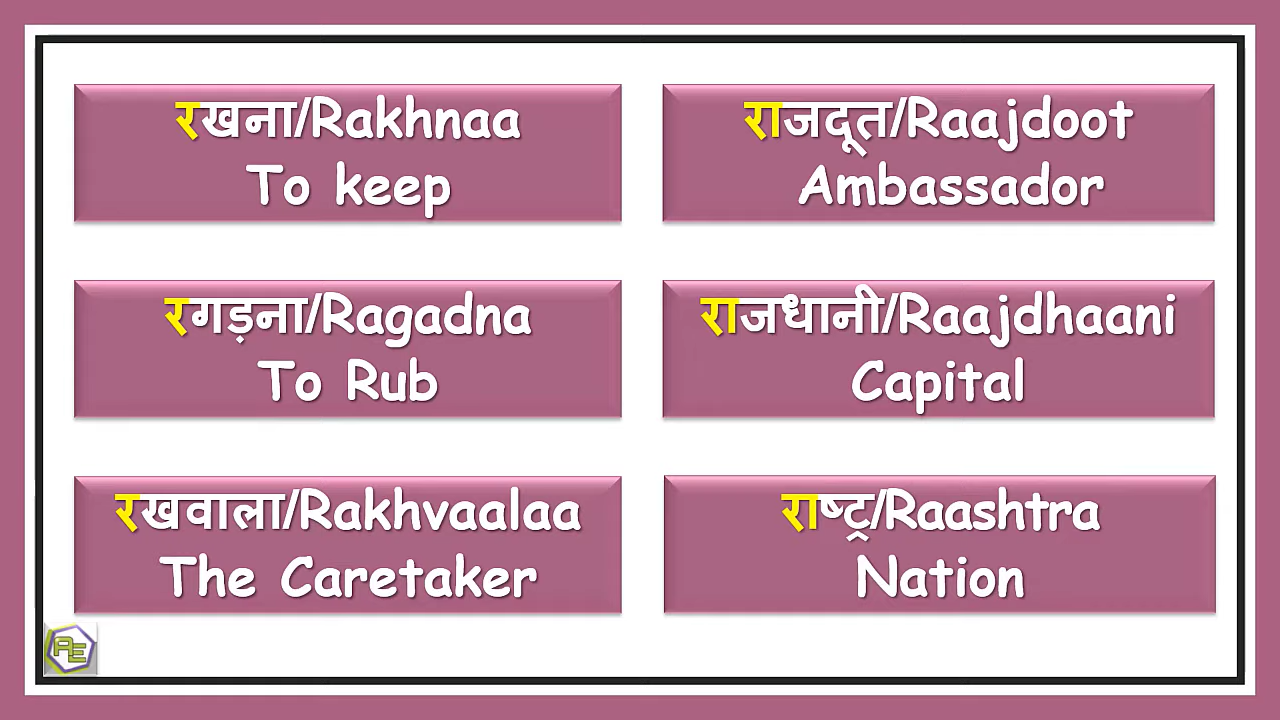 रखना/Rakhnaa
To keep
राजदूत/Raajdoot
Ambassador
रगड़ना/Ragadna
To Rub
राजधानी/Raajdhaani
Capital
रखवाला/Rakhvaalaa
The Caretaker
राष्ट्र/Raashtra
Nation
AE